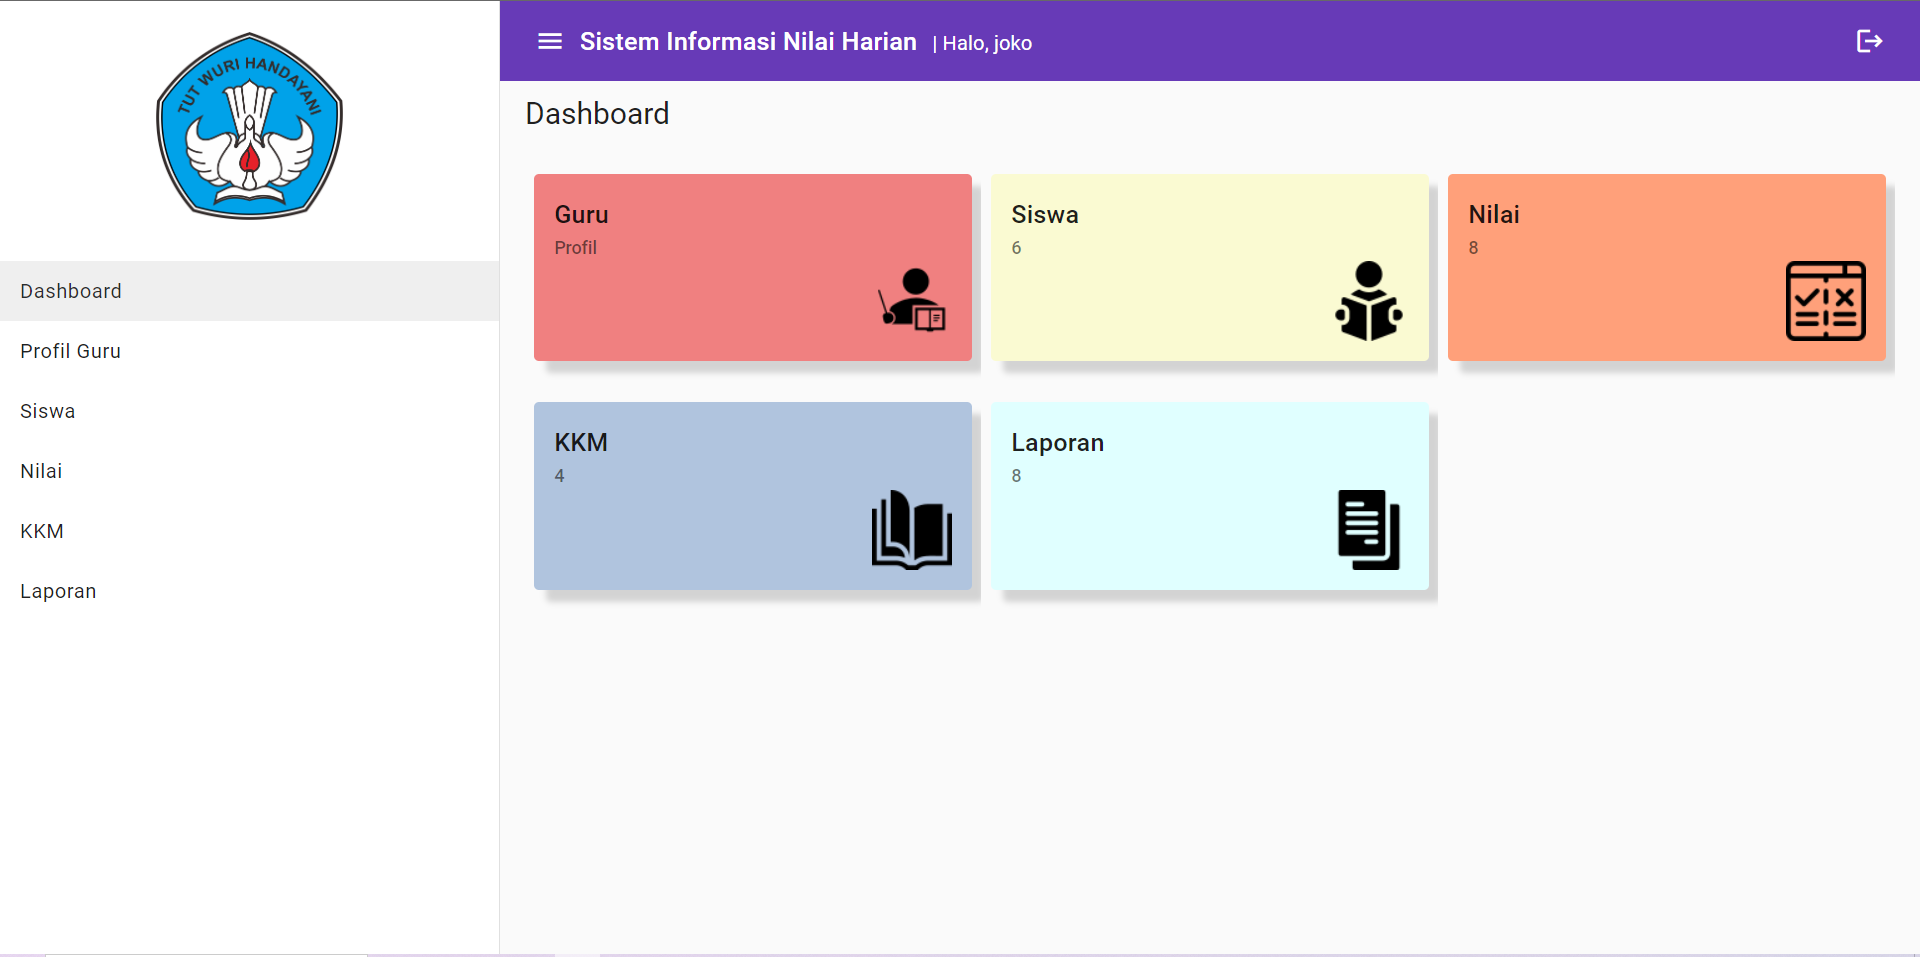 TUT WURI HANDAYANI
Dashboard
Profil Guru
Siswa
Nilai
KKM
Laporan
Sistem Informasi Nilai Harian | Halo, joko
Dashboard
Guru
Profil
Siswa
6
Nilai
8
KKM
4
Laporan
8